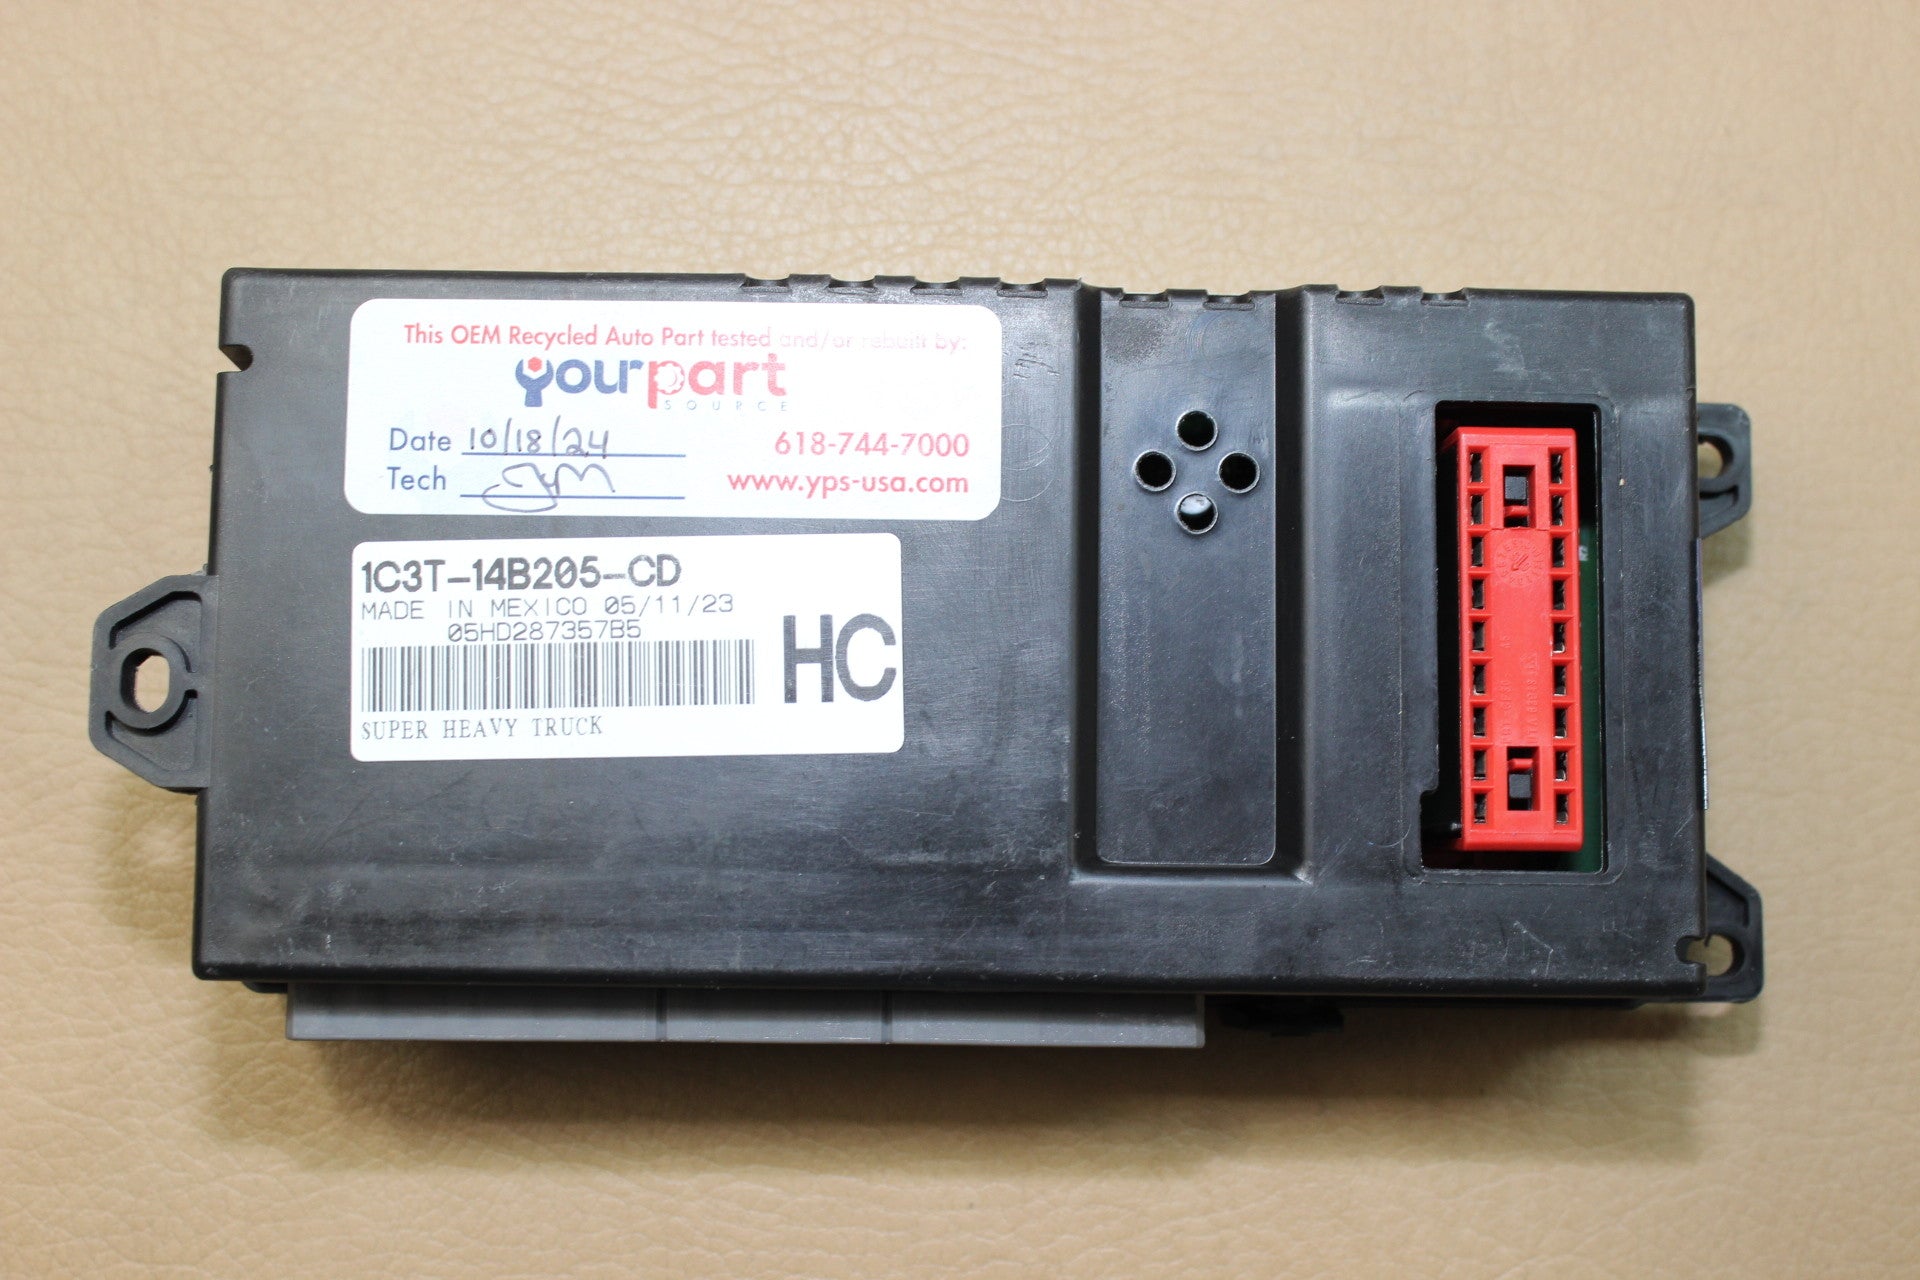 This OEM Recycled Auto Part tested and/or rebuilt by:
yourpart
SOURCE
Date 10/18/24 618-744-7000
Tech www.yps-usa.com
1C3T-14B205-CD
MADE IN MEXICO 05/11/23
05HD287357B5
HC
SUPER HEAVY TRUCK